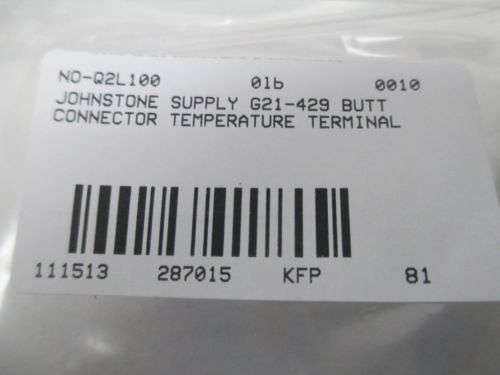 NO-Q2L100 01b 0010
JOHNSTONE SUPPLY G21-429 BUTT
CONNECTOR TEMPERATURE TERMINAL
111513 287015 KFP 81